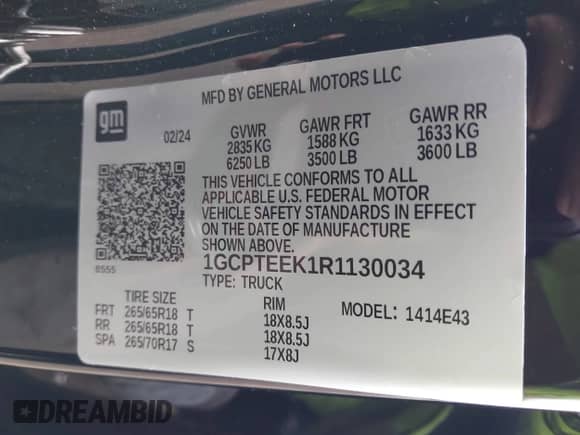 MFD BY GENERAL MOTORS LLC
gm
02/24
GVWR GAWR FRT GAWR RR
2835 KG 1588 KG 1633 KG
6250 LB 3500 LB 3600 LB
THIS VEHICLE CONFORMS TO ALL
APPLICABLE U.S. FEDERAL MOTOR
VEHICLE SAFETY STANDARDS IN EFFECT
ON THE DATE OF MANUFACTURE
SHOWN ABOVE.
8555
1GCPTEEK1R1130034
TYPE: TRUCK
TIRE SIZE RIM MODEL: 1414E43
FRT 265/65R18 T 18X8.5J
RR 265/65R18 T 18X8.5J
SPA 265/70R17 S 17X8J
DREAMBID